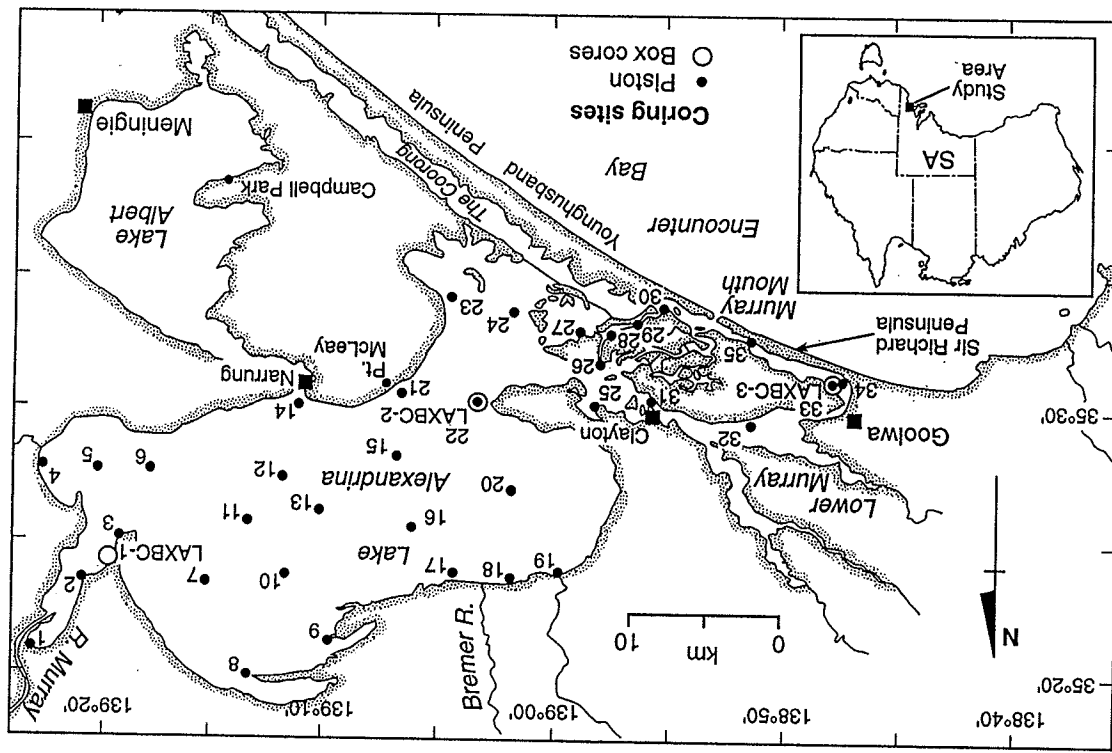 138°40'
138°50'
139°00'
139°10'
139°20'
35°20'
35°30'
N
0
10
km
Bremer R.
R. Murray
1
2
3
4
5
6
7
8
9
10
11
12
13
14
15
16
17
18
19
20
21
22
23
24
25
26
27
28
29
30
31
32
33
34
35
LAXBC-1
LAXBC-2
LAXBC-3
Lake
Alexandrina
Lower
Murray
Goolwa
Clayton
Narrung
Pt.
McLeay
Sir Richard
Peninsula
Murray
Mouth
Encounter
Bay
Younghusband
Peninsula
The Coorong
Lake
Albert
Campbell Park
Meningie
SA
Study
Area
Coring sites
Piston
Box cores